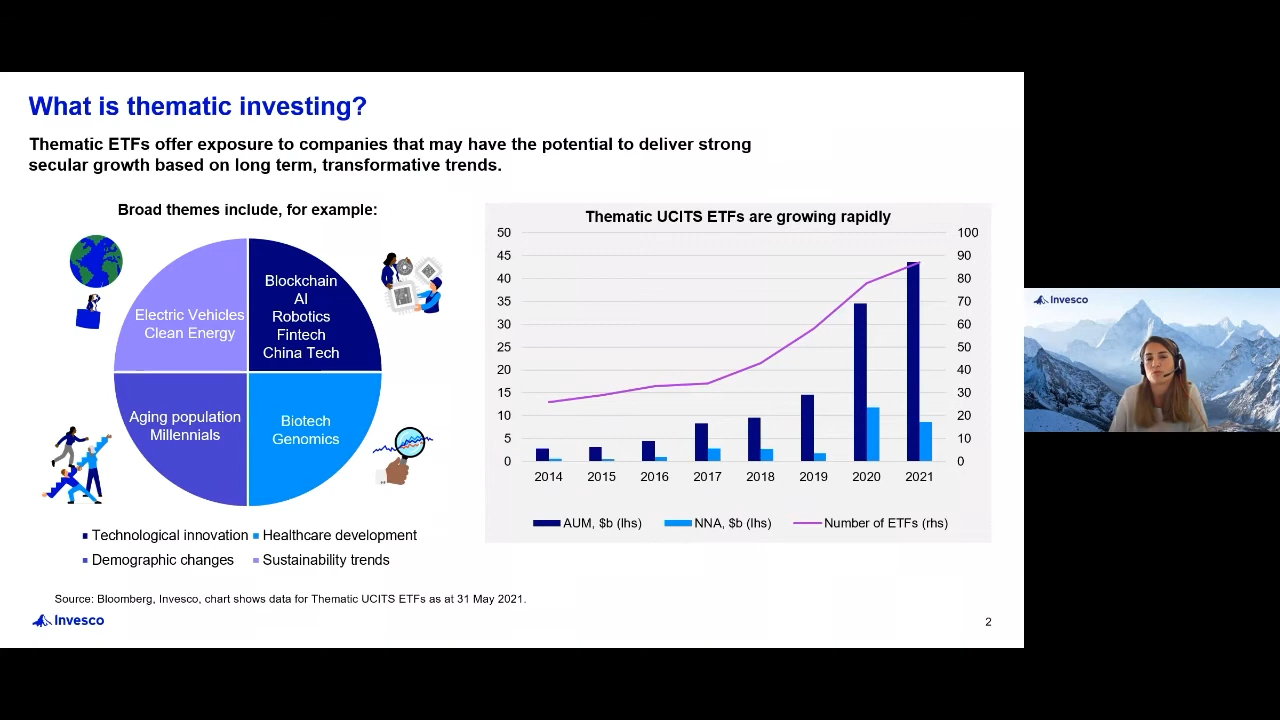 What is thematic investing?
Thematic ETFs offer exposure to companies that may have the potential to deliver strong
secular growth based on long term, transformative trends.
Broad themes include, for example:
Electric Vehicles
Clean Energy
Blockchain
AI
Robotics
Fintech
China Tech
Aging population
Millennials
Biotech
Genomics
Technological innovation
Healthcare development
Demographic changes
Sustainability trends
Thematic UCITS ETFs are growing rapidly
50
45
40
35
30
25
20
15
10
5
0
100
90
80
70
60
50
40
30
20
10
0
2014 2015 2016 2017 2018 2019 2020 2021
AUM, $b (lhs) NNA, $b (lhs) Number of ETFs (rhs)
Source: Bloomberg, Invesco, chart shows data for Thematic UCITS ETFs as at 31 May 2021.
Invesco
2
Invesco